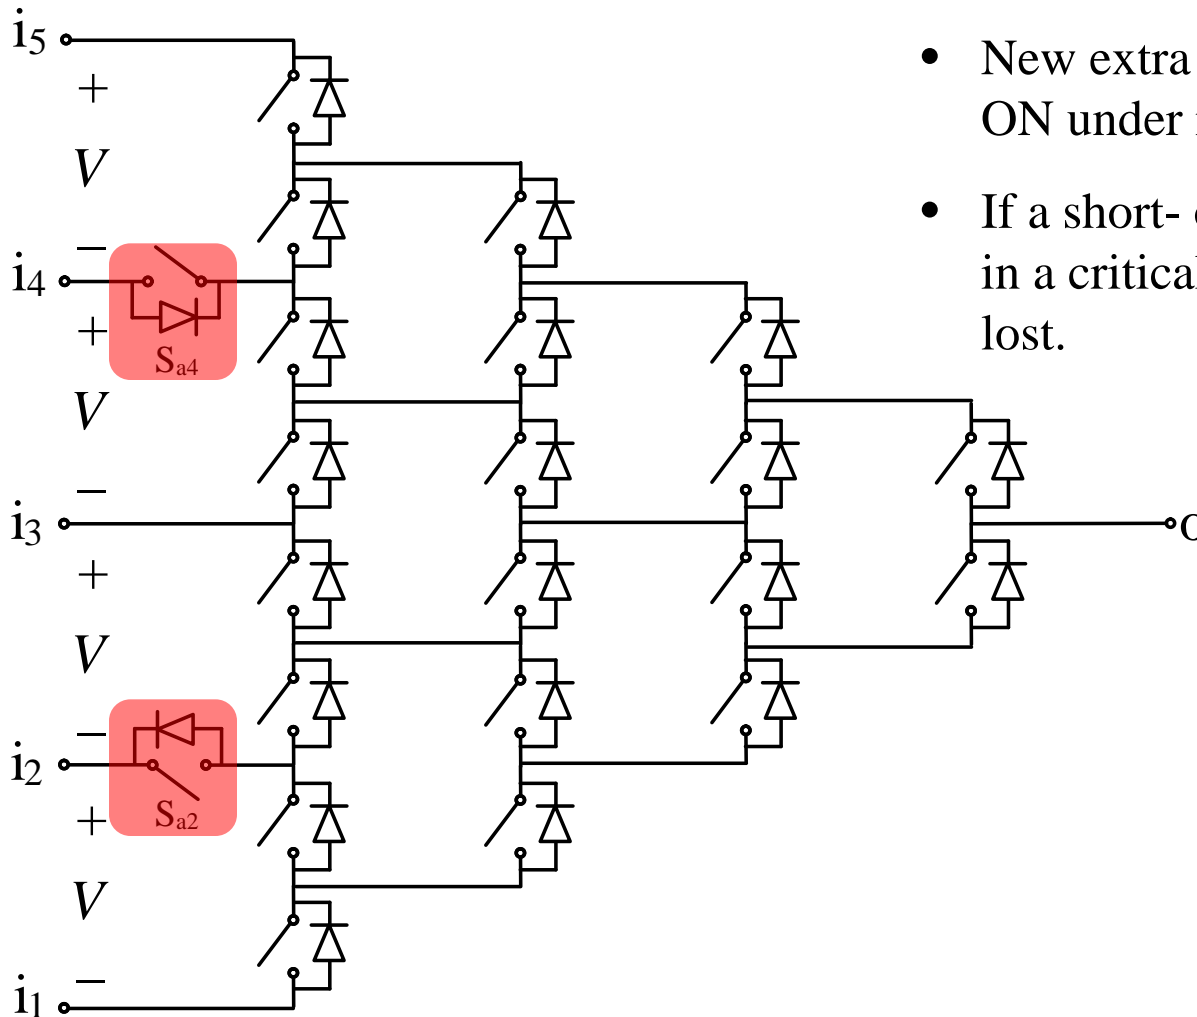 i5
+
V
−
i4
Sa4
+
V
−
i3
+
V
−
i2
Sa2
+
V
−
i1
• New extra
ON under
• If a short-
in a critical
lost.